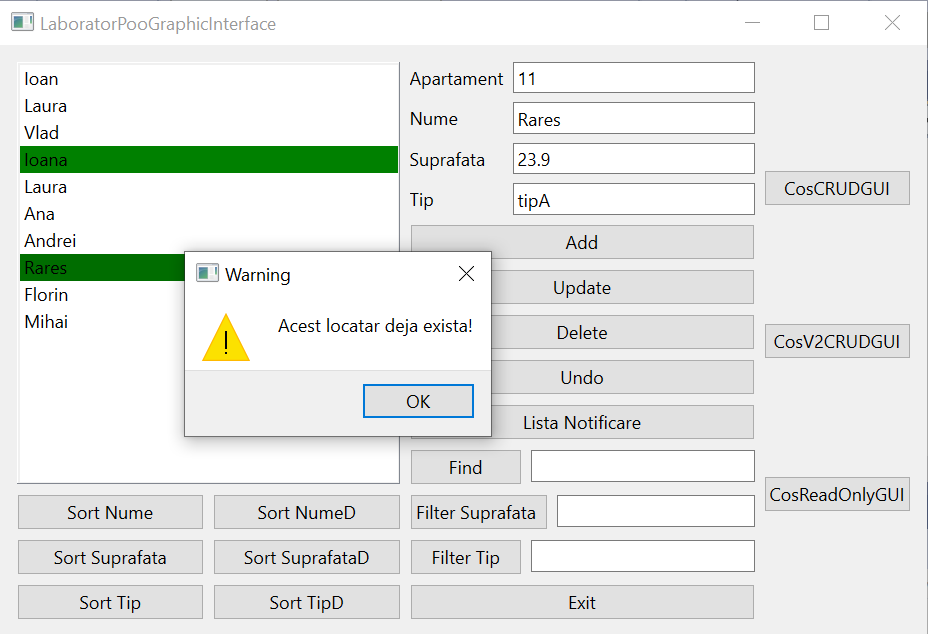 LaboratorPooGraphicInterface
Ioan
Laura
Vlad
Ioana
Laura
Ana
Andrei
Rares
Florin
Mihai
Apartament 11
Nume Rares
Suprafata 23.9
Tip tipA
Add
Update
Delete
Undo
Lista Notificare
Find
Filter Suprafata
Filter Tip
Exit
Sort Nume Sort NumeD
Sort Suprafata Sort SuprafataD
Sort Tip Sort TipD
CosCRUDGUI
CosV2CRUDGUI
CosReadOnlyGUI
Warning
Acest locatar deja exista!
OK